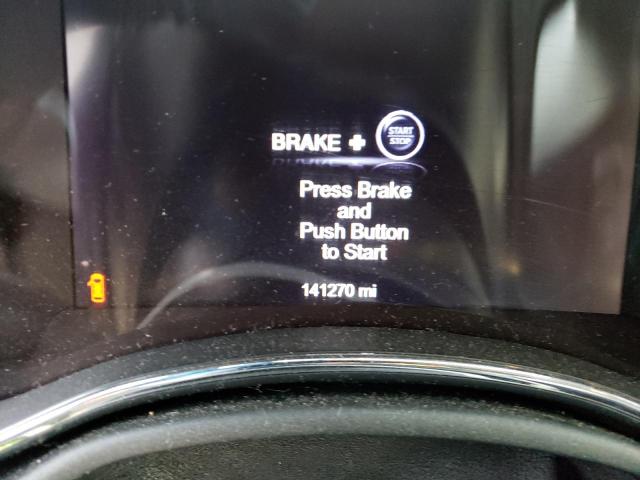 BRAKE + START
STOP
Press Brake
and
Push Button
to Start
141270 mi